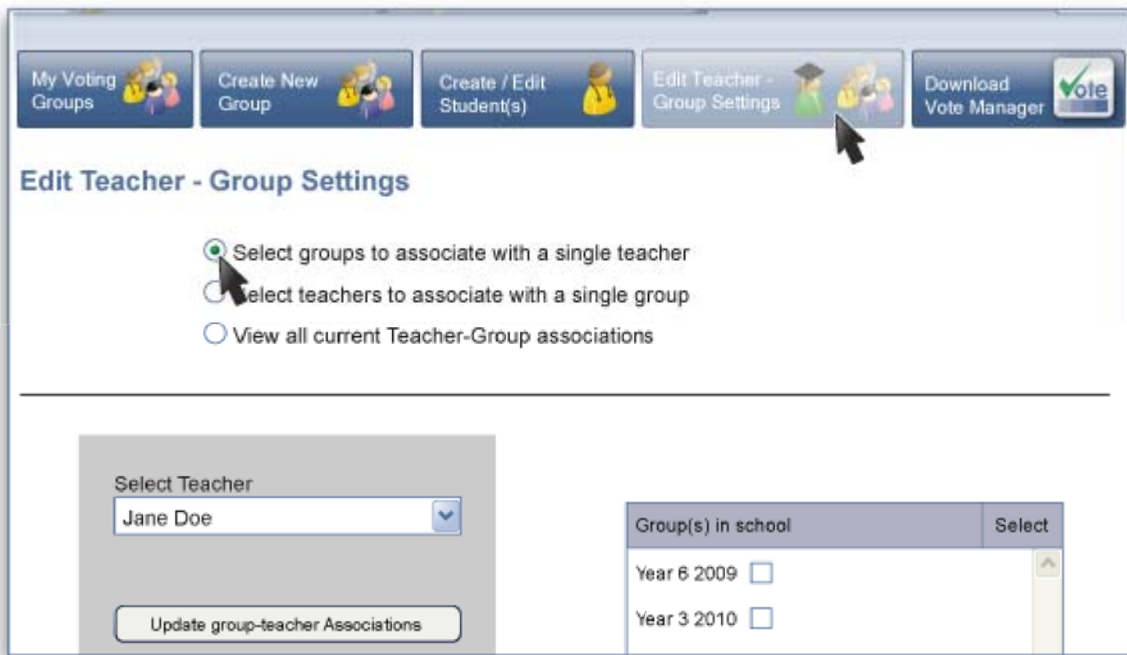 My Voting
Groups
Create New
Group
Create / Edit
Student(s)
Edit Teacher -
Group Settings
Download
Vote Manager
Vote
Edit Teacher - Group Settings
Select groups to associate with a single teacher
Select teachers to associate with a single group
View all current Teacher-Group associations
Select Teacher
Jane Doe
Update group-teacher Associations
Group(s) in school Select
Year 6 2009
Year 3 2010